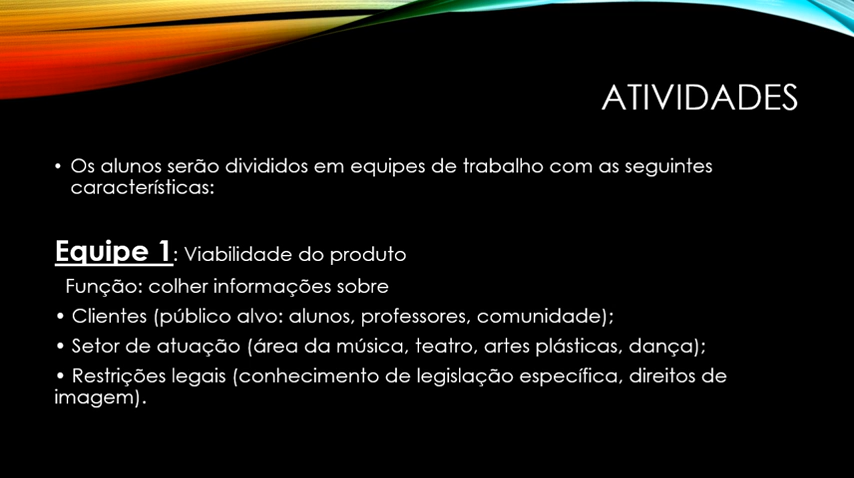 ATIVIDADES
• Os alunos serão divididos em equipes de trabalho com as seguintes
características:
Equipe 1: Viabilidade do produto
Função: colher informações sobre
• Clientes (público alvo: alunos, professores, comunidade);
• Setor de atuação (área da música, teatro, artes plásticas, dança);
• Restrições legais (conhecimento de legislação específica, direitos de
imagem).